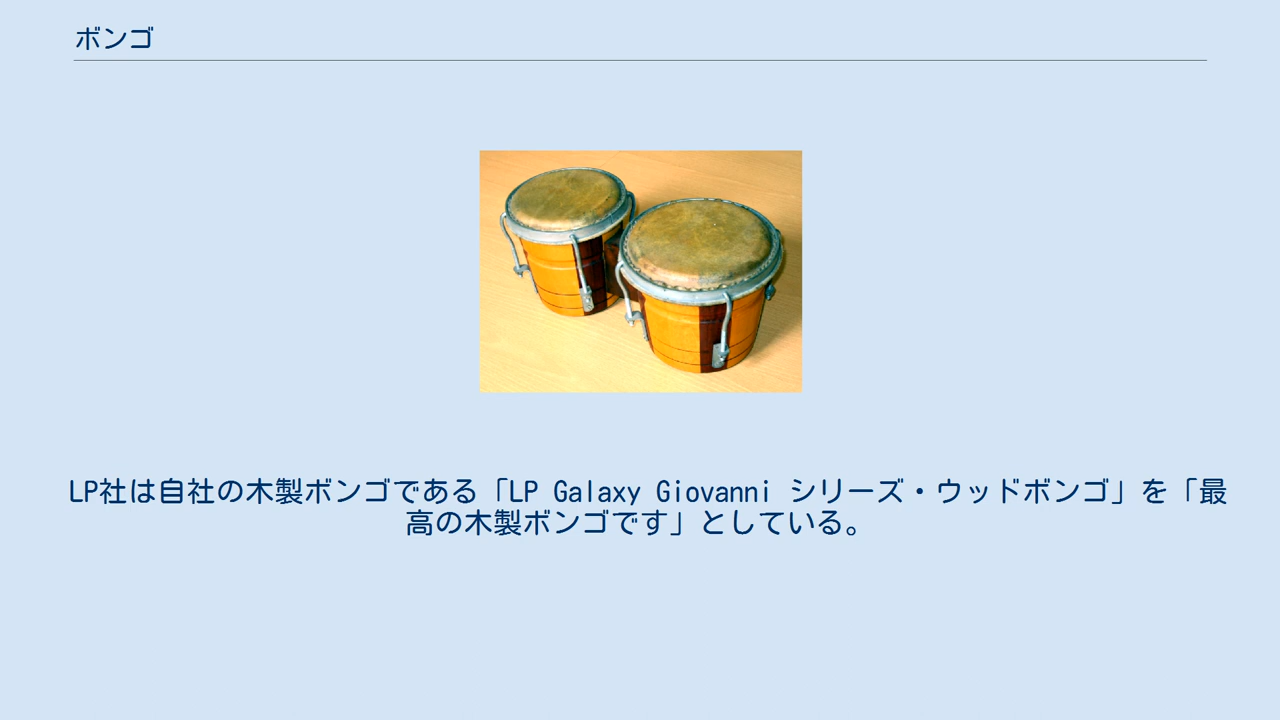 ボンゴ
LP社は自社の木製ボンゴである「LP Galaxy Giovanni シリーズ・ウッドボンゴ」を「最
高の木製ボンゴです」としている。